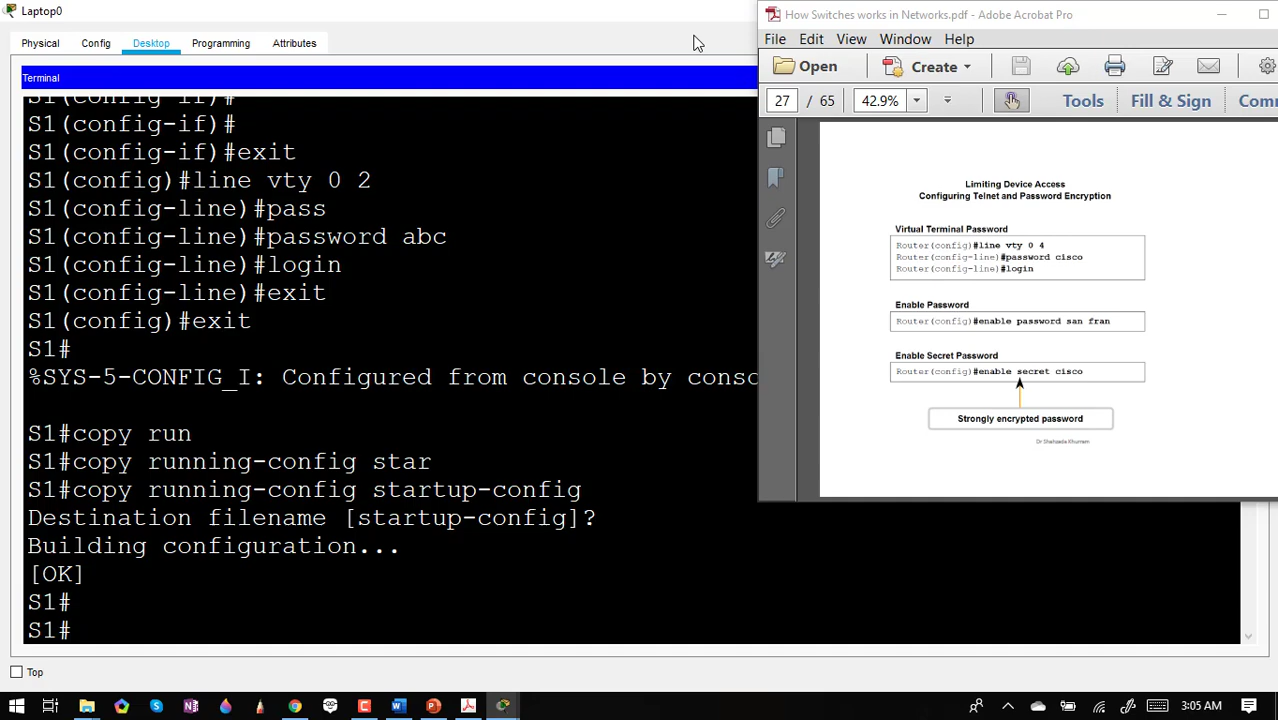 Laptop0
Physical Config Desktop Programming Attributes
Terminal
S1(config-if)#
S1(config-if)#
S1(config-if)#exit
S1(config)#line vty 0 2
S1(config-line)#pass
S1(config-line)#password abc
S1(config-line)#login
S1(config-line)#exit
S1(config)#exit
S1#
%SYS-5-CONFIG_I: Configured from console by conso
S1#copy run
S1#copy running-config star
S1#copy running-config startup-config
Destination filename [startup-config]?
Building configuration...
[OK]
S1#
S1#
Top
How Switches works in Networks.pdf - Adobe Acrobat Pro
File Edit View Window Help
Open Create
27 / 65 42.9% Tools Fill & Sign Comm
Limiting Device Access
Configuring Telnet and Password Encryption
Virtual Terminal Password
Router(config)#line vty 0 4
Router(config-line)#password cisco
Router(config-line)#login
Enable Password
Router(config)#enable password san fran
Enable Secret Password
Router(config)#enable secret cisco
Strongly encrypted password
Dr Shahzada Khurrem
3:05 AM